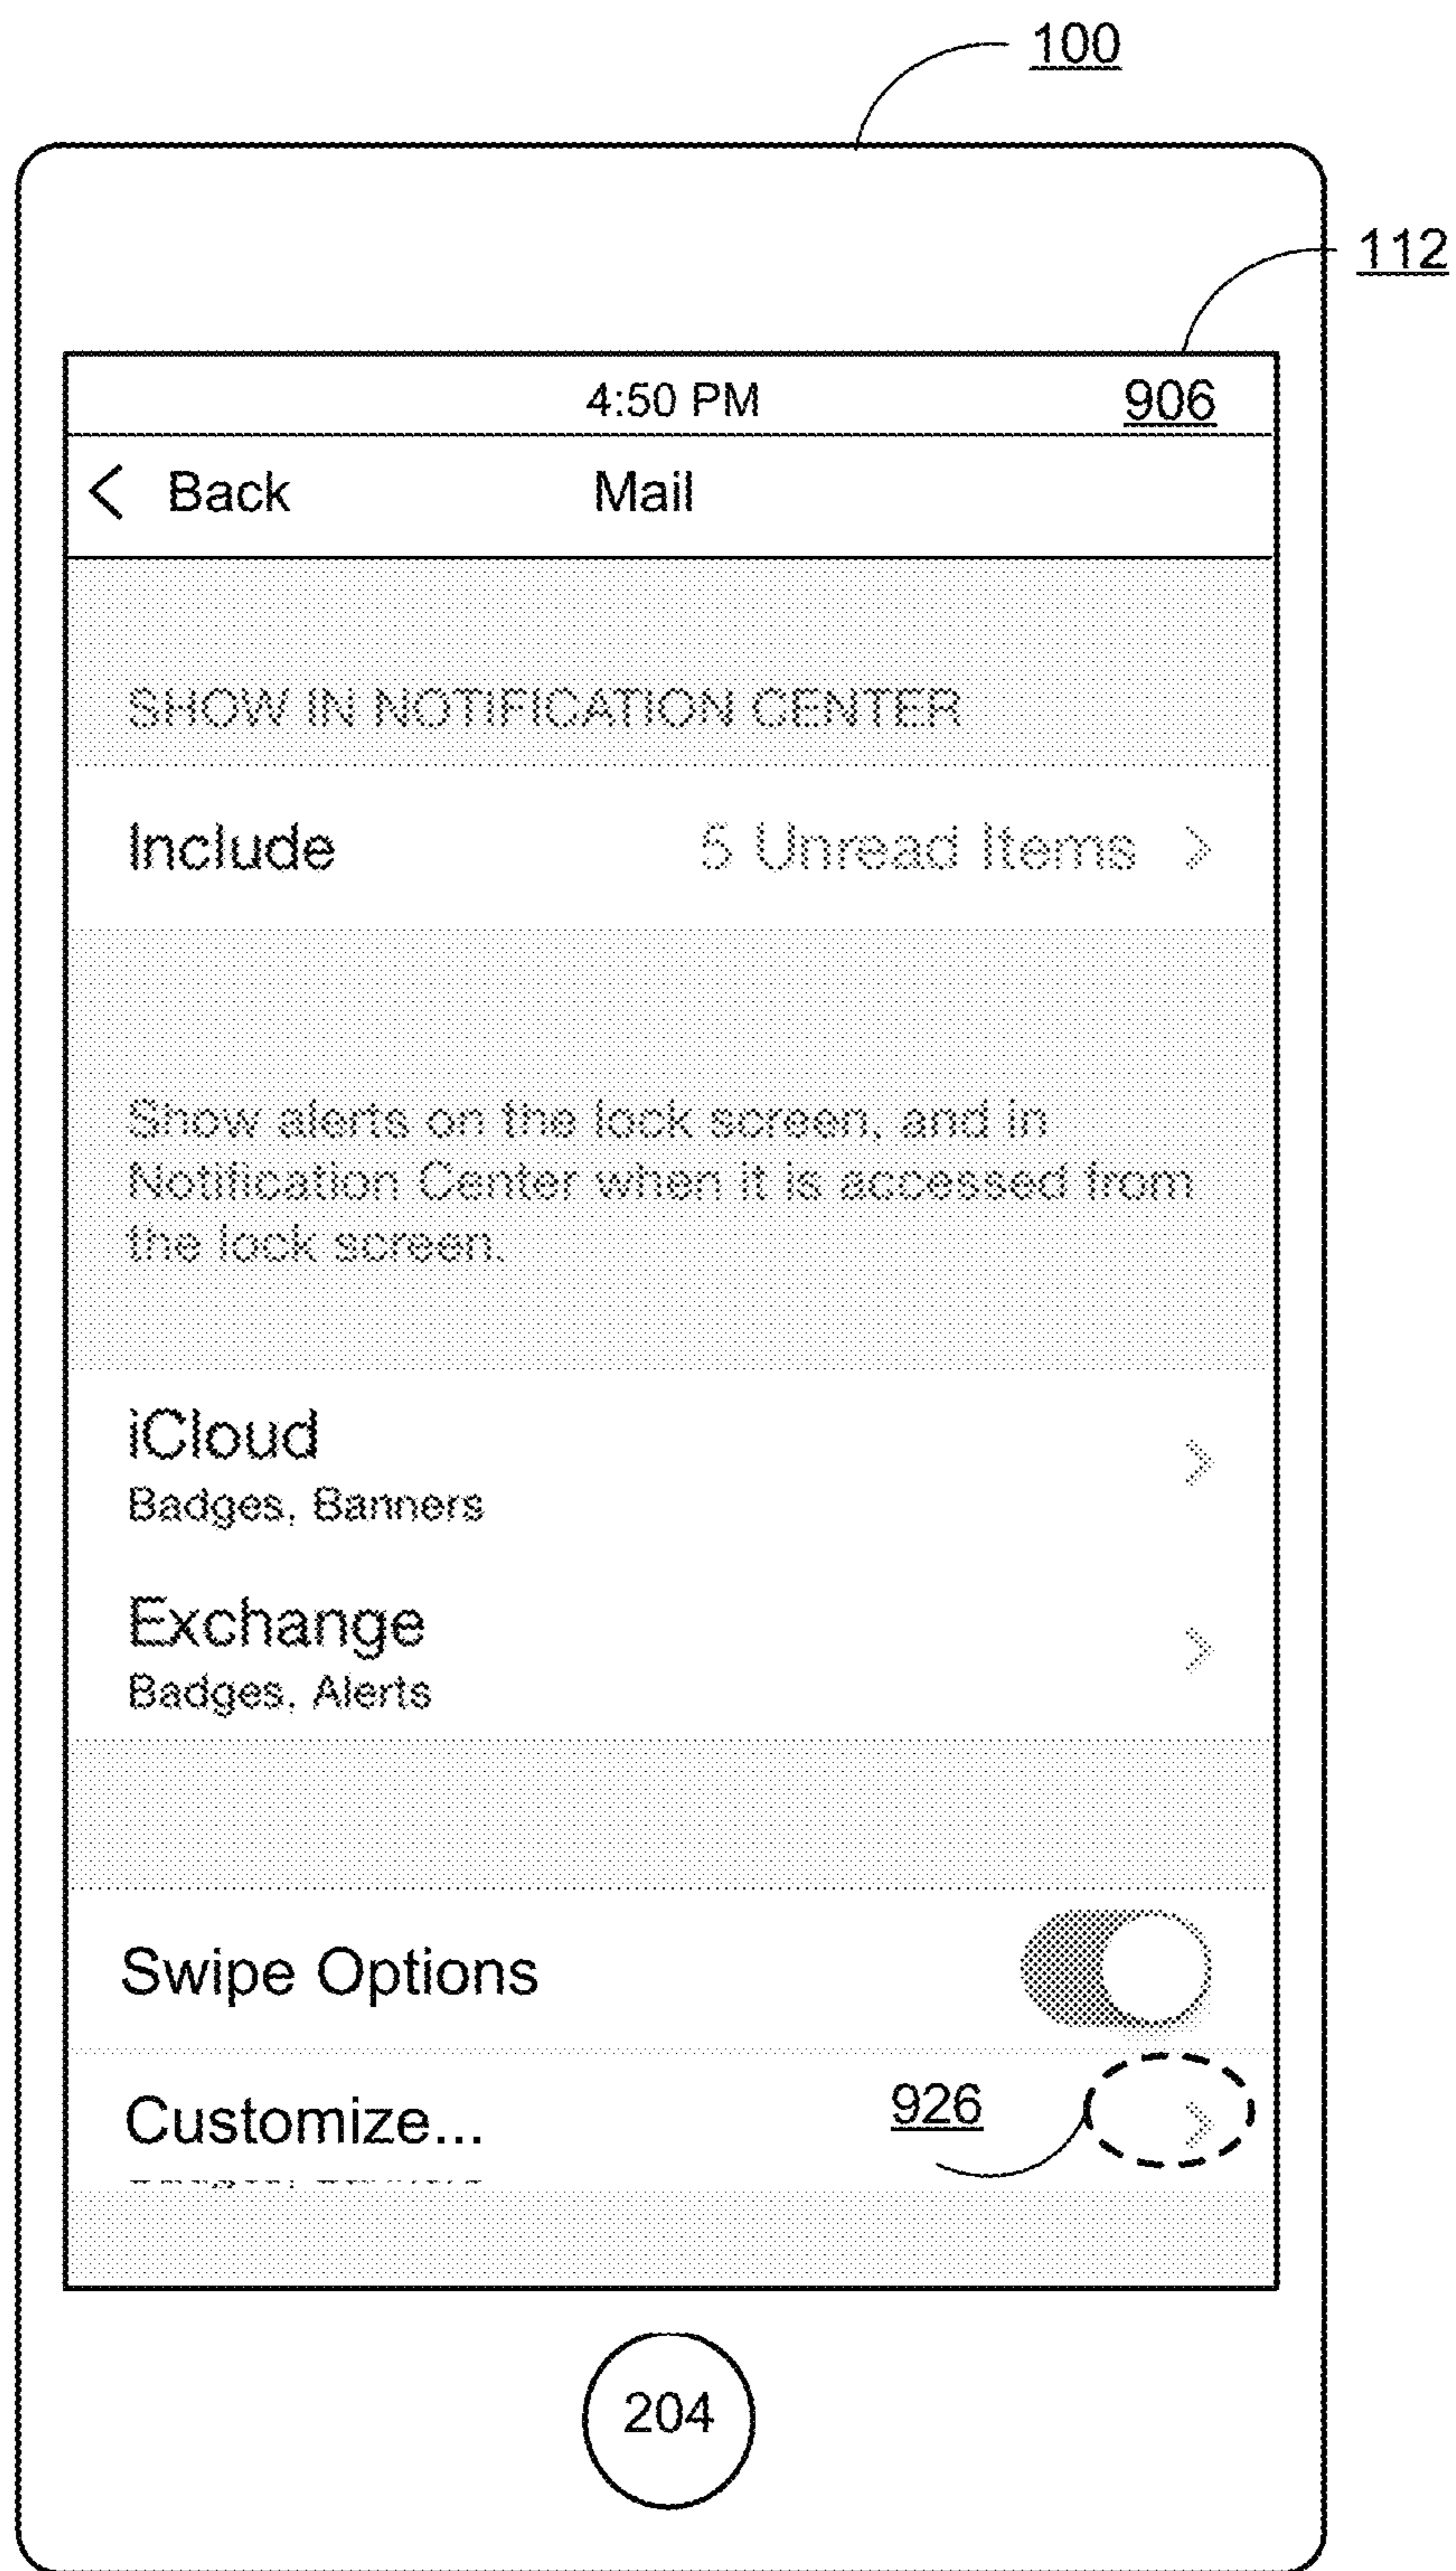 100
112
4:50 PM 906
< Back Mail
SHOW IN NOTIFICATION CENTER
Include 5 Unread Items >
Show alerts on the lock screen, and in
Notification Center when it is accessed from
the lock screen.
iCloud >
Badges, Banners
Exchange >
Badges, Alerts
Swipe Options
Customize... 926 >
204